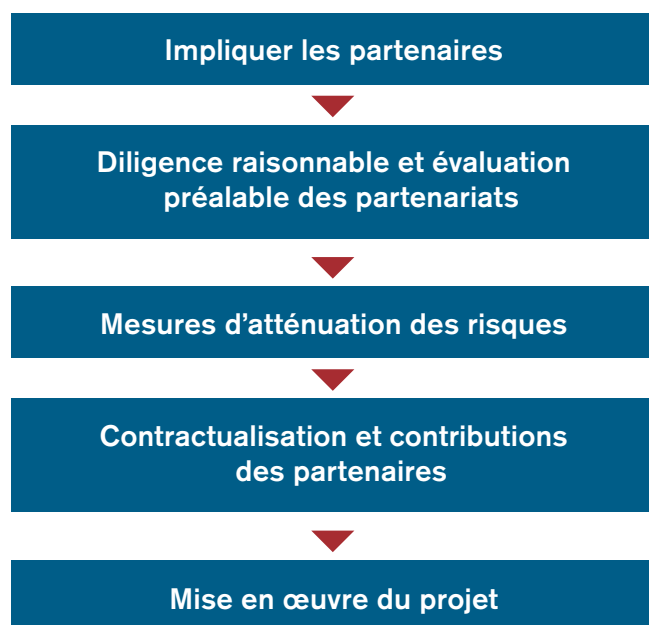 Impliquer les partenaires
Diligence raisonnable et évaluation
préalable des partenariats
Mesures d'atténuation des risques
Contractualisation et contributions
des partenaires
Mise en œuvre du projet